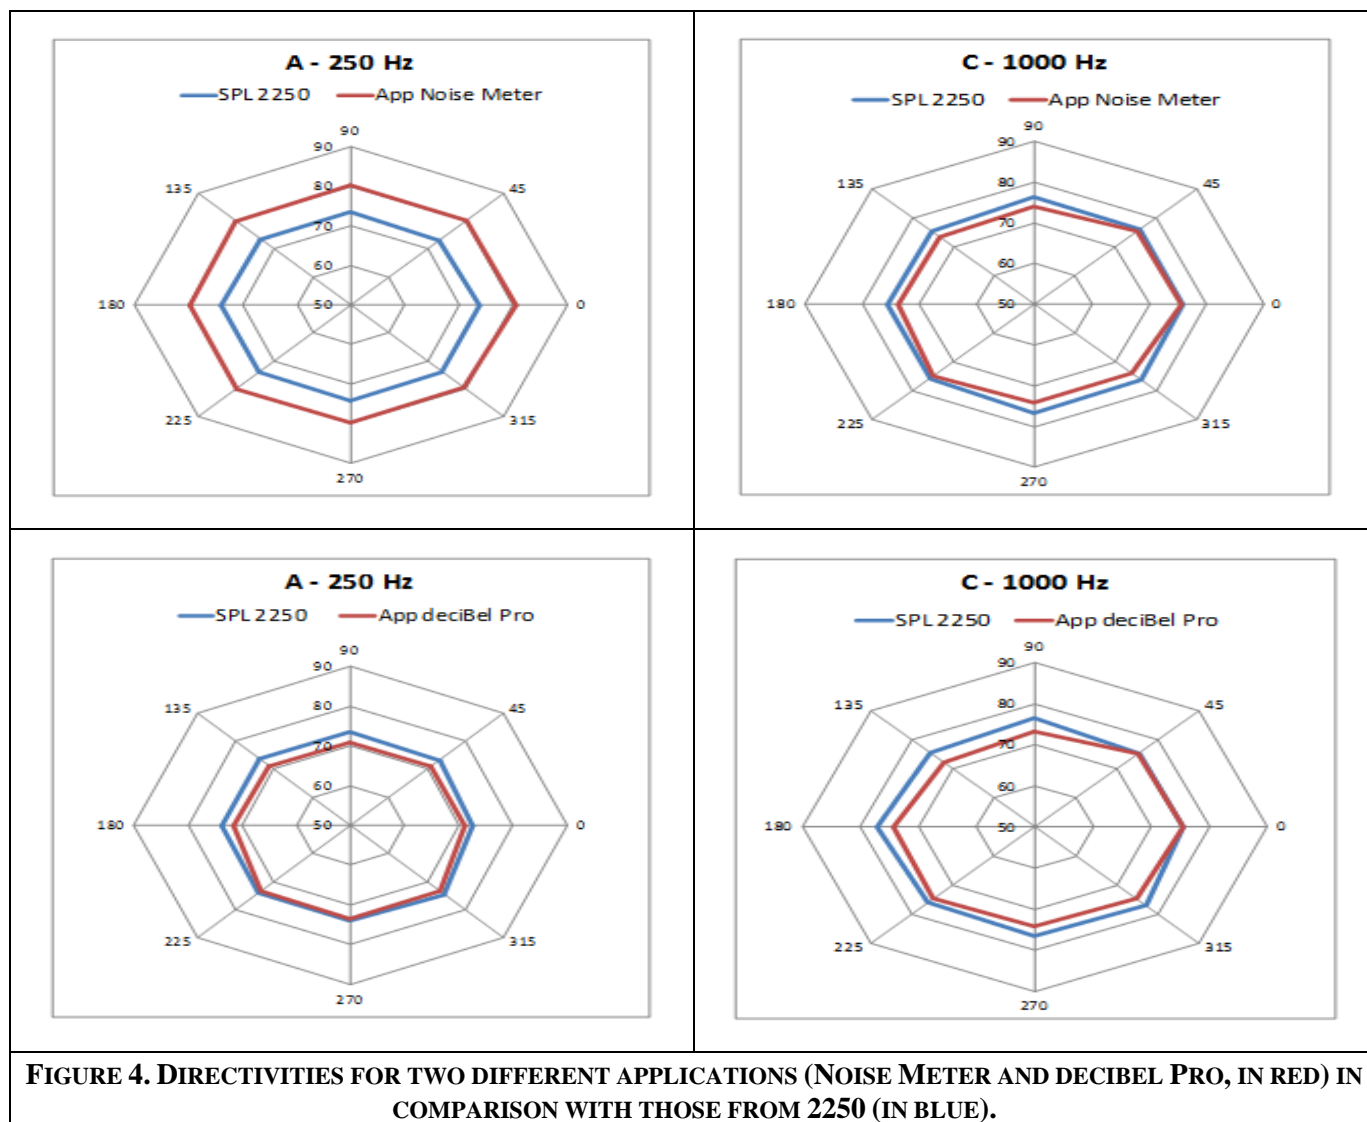 A - 250 Hz
SPL 2250 App Noise Meter
90
90
135 80 45
70
60
180 50 0
225 315
270
C - 1000 Hz
SPL 2250 App Noise Meter
90
90
135 80 45
70
60
180 50 0
225 315
270
A - 250 Hz
SPL 2250 App deciBel Pro
90
90
135 80 45
70
60
180 50 0
225 315
270
C - 1000 Hz
SPL 2250 App deciBel Pro
90
90
135 80 45
70
60
180 50 0
225 315
270
FIGURE 4. DIRECTIVITIES FOR TWO DIFFERENT APPLICATIONS (NOISE METER AND DECIBEL PRO, IN RED) IN
COMPARISON WITH THOSE FROM 2250 (IN BLUE).